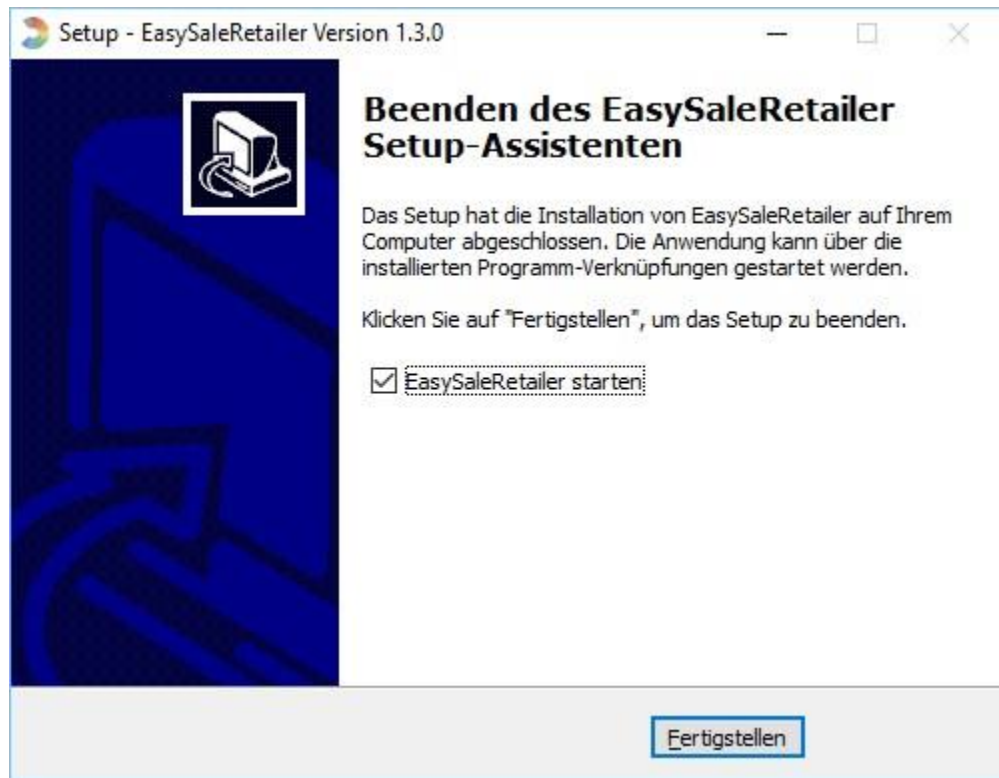 Setup - EasySaleRetailer Version 1.3.0
Beenden des EasySaleRetailer
Setup-Assistenten
Das Setup hat die Installation von EasySaleRetailer auf Ihrem
Computer abgeschlossen. Die Anwendung kann über die
installierten Programm-Verknüpfungen gestartet werden.
Klicken Sie auf "Fertigstellen", um das Setup zu beenden.
EasySaleRetailer starten
Fertigstellen